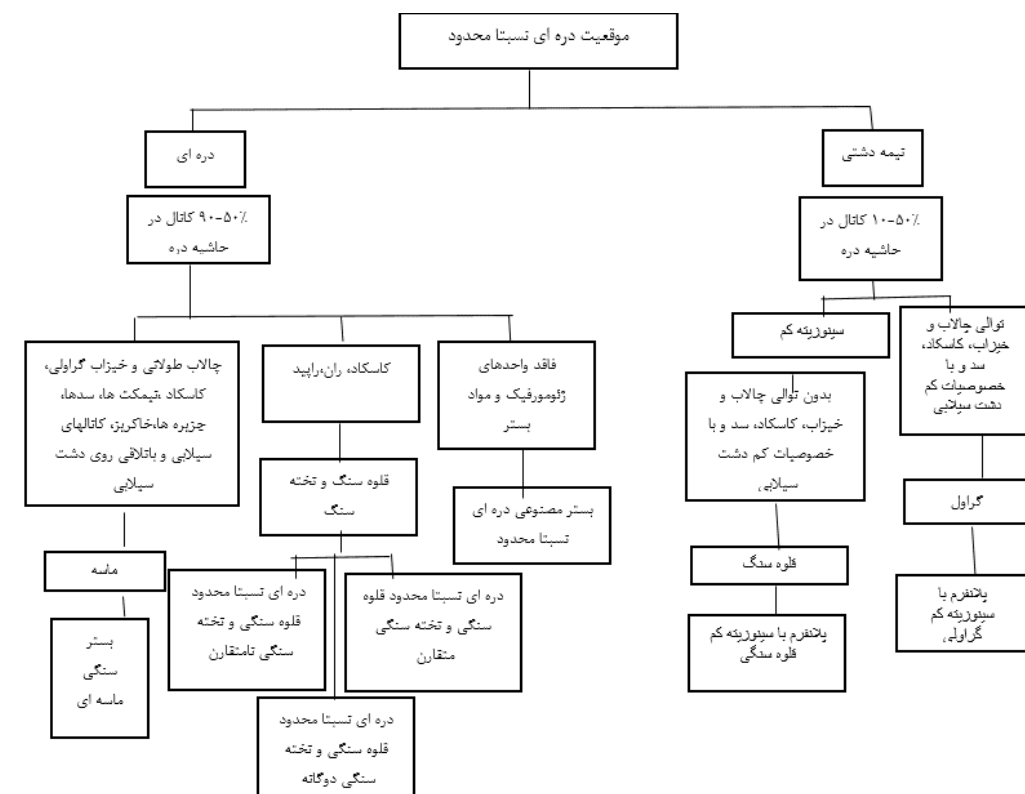 موقعیت دره ای نسبتا محدود
نیمه دشتی
دره ای
۱۰-۵۰٪ کانال در
حاشیه دره
۹۰-۵۰٪ کانال در
حاشیه دره
توالی چالاب و
خیزاب، کاسکاد،
سد و با
خصوصیات کم
دشت سیلابی
سینوزیته کم
فاقد واحدهای
ژئومورفیک و مواد
بستر
کاسکاد، ران،راپید
چالاب طولانی و خیزاب گراولی،
کاسکاد ،نیمکت ها، سدها،
جزیره ها،خاکریز، کانالهای
سیلابی و باتلاقی روی دشت
سیلابی
بدون توالی چالاب و
خیزاب، کاسکاد، سد و با
خصوصیات کم دشت
سیلابی
گراول
بستر مصنوعی دره ای
نسبتا محدود
قلوه سنگ و تخته
سنگ
قلوه سنگ
ماسه
پلانفرم با
سینوزیته کم
گراولی
پلانفرم با سینوزیته کم
قلوه سنگی
دره ای نسبتا محدود قلوه
سنگی و تخته سنگی
متقارن
دره ای نسبتا محدود
قلوه سنگی و تخته
سنگی نامتقارن
بستر
سنگی
ماسه ای
دره ای نسبتا محدود
قلوه سنگی و تخته
سنگی دوگانه